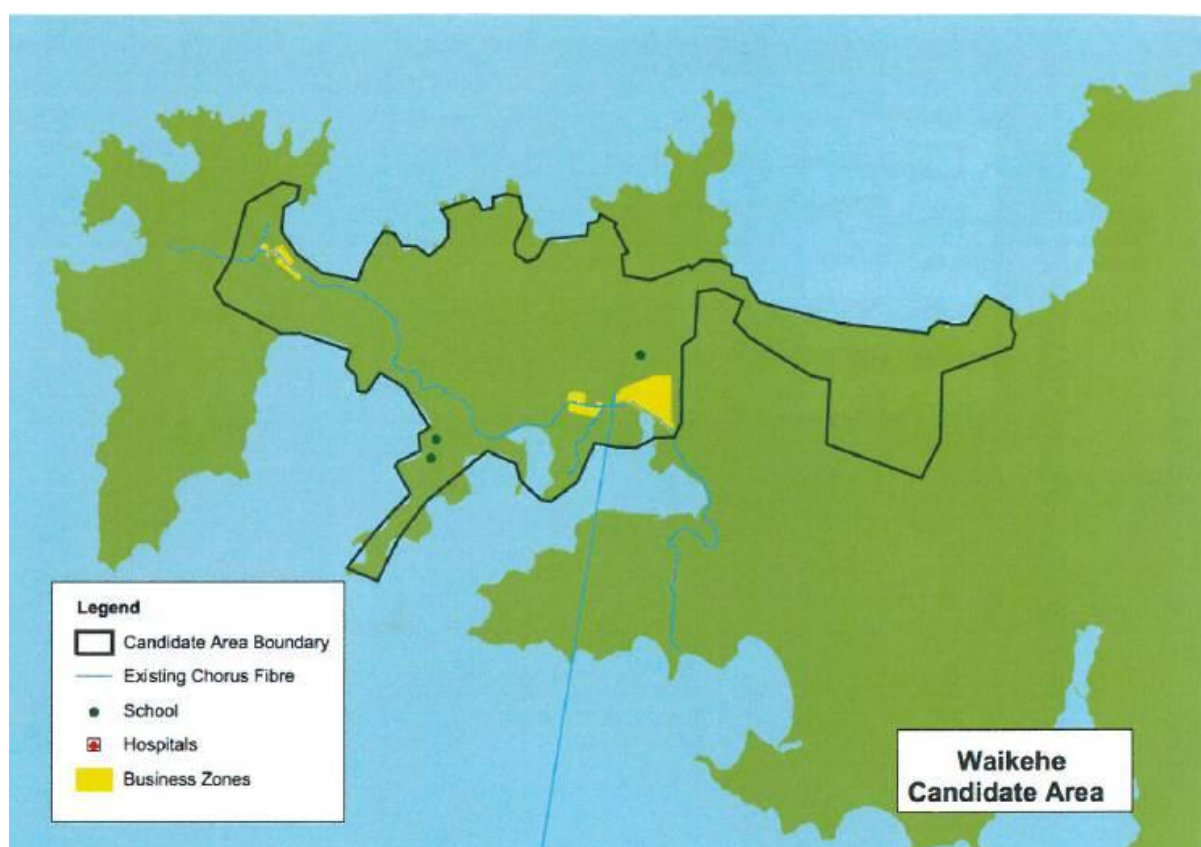 Legend
Candidate Area Boundary
Existing Chorus Fibre
School
Hospitals
Business Zones
Waikehe
Candidate Area